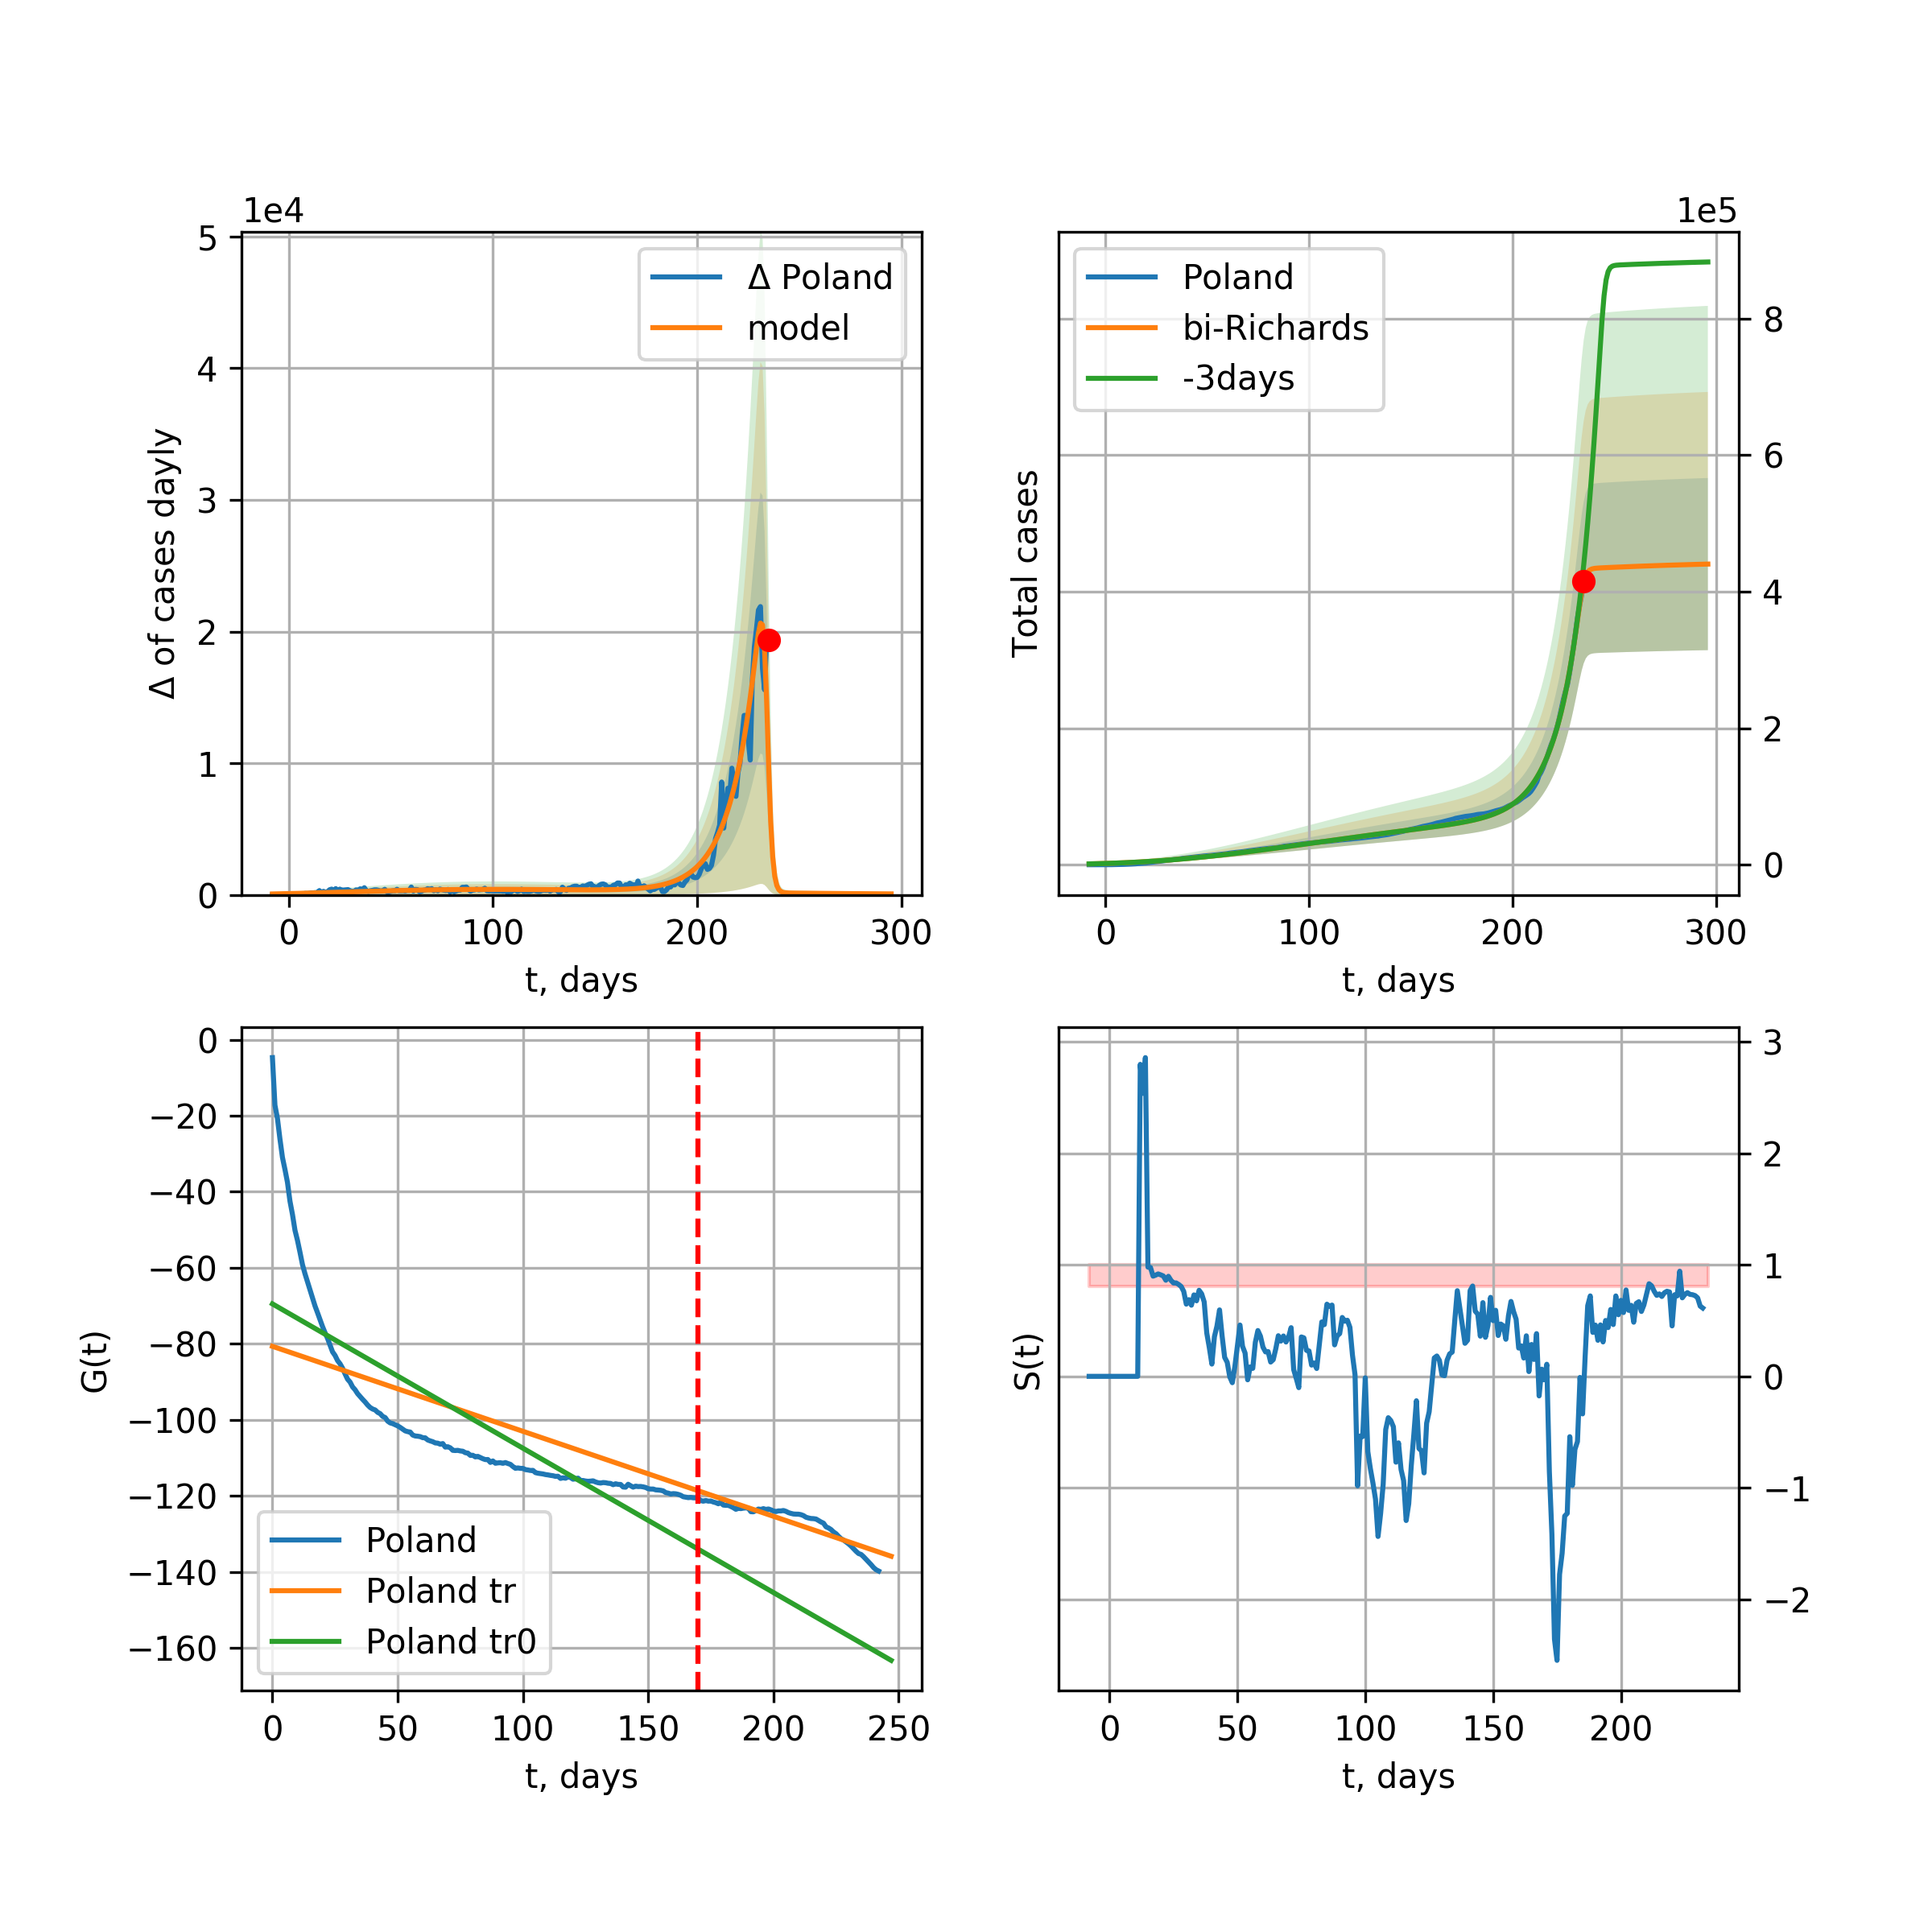 1e4
5
4
3
2
1
0
Δ of cases dayly
Δ Poland
model
0 100 200 300
t, days
1e5
Poland
bi-Richards
-3days
8
6
4
2
0
Total cases
0 100 200 300
t, days
0
−20
−40
−60
−80
−100
−120
−140
−160
G(t)
Poland
Poland tr
Poland tr0
0 50 100 150 200 250
t, days
3
2
1
0
−1
−2
S(t)
0 50 100 150 200
t, days